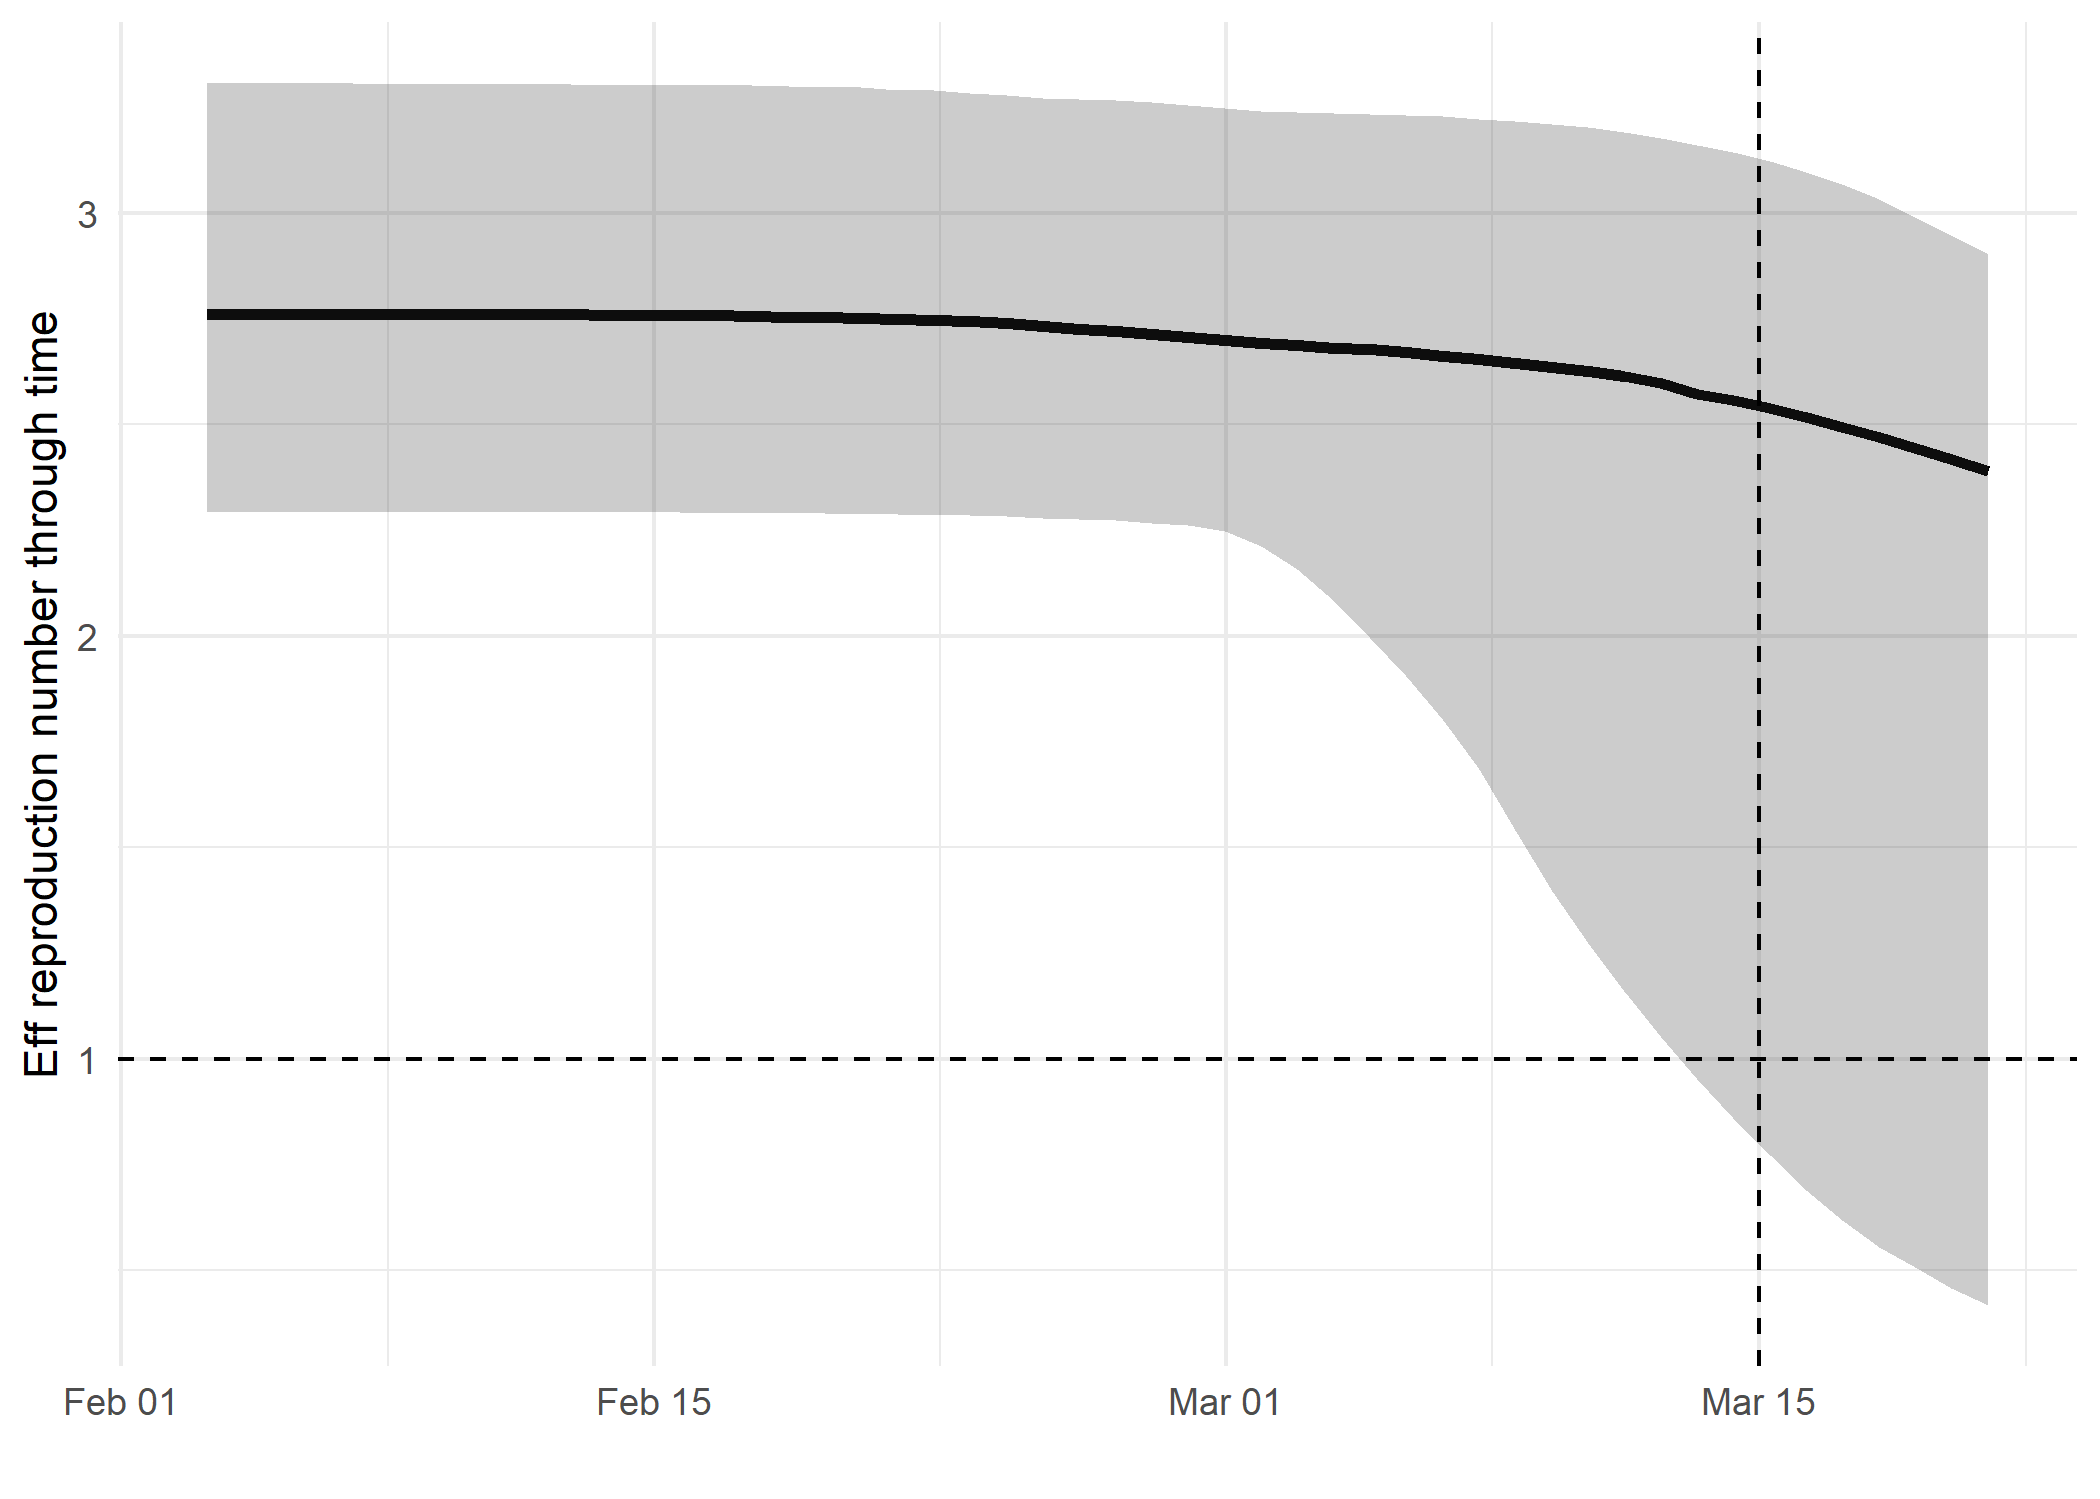 Eff reproduction number through time
3
2
1
Feb 01
Feb 15
Mar 01
Mar 15